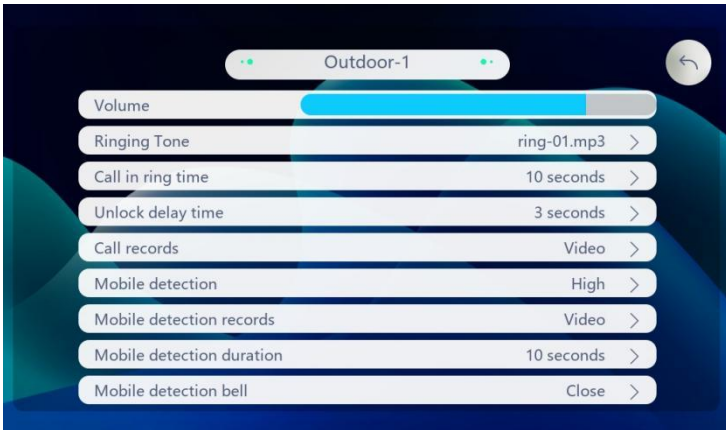 Outdoor-1
Volume
Ringing Tone ring-01.mp3
Call in ring time 10 seconds
Unlock delay time 3 seconds
Call records Video
Mobile detection High
Mobile detection records Video
Mobile detection duration 10 seconds
Mobile detection bell Close